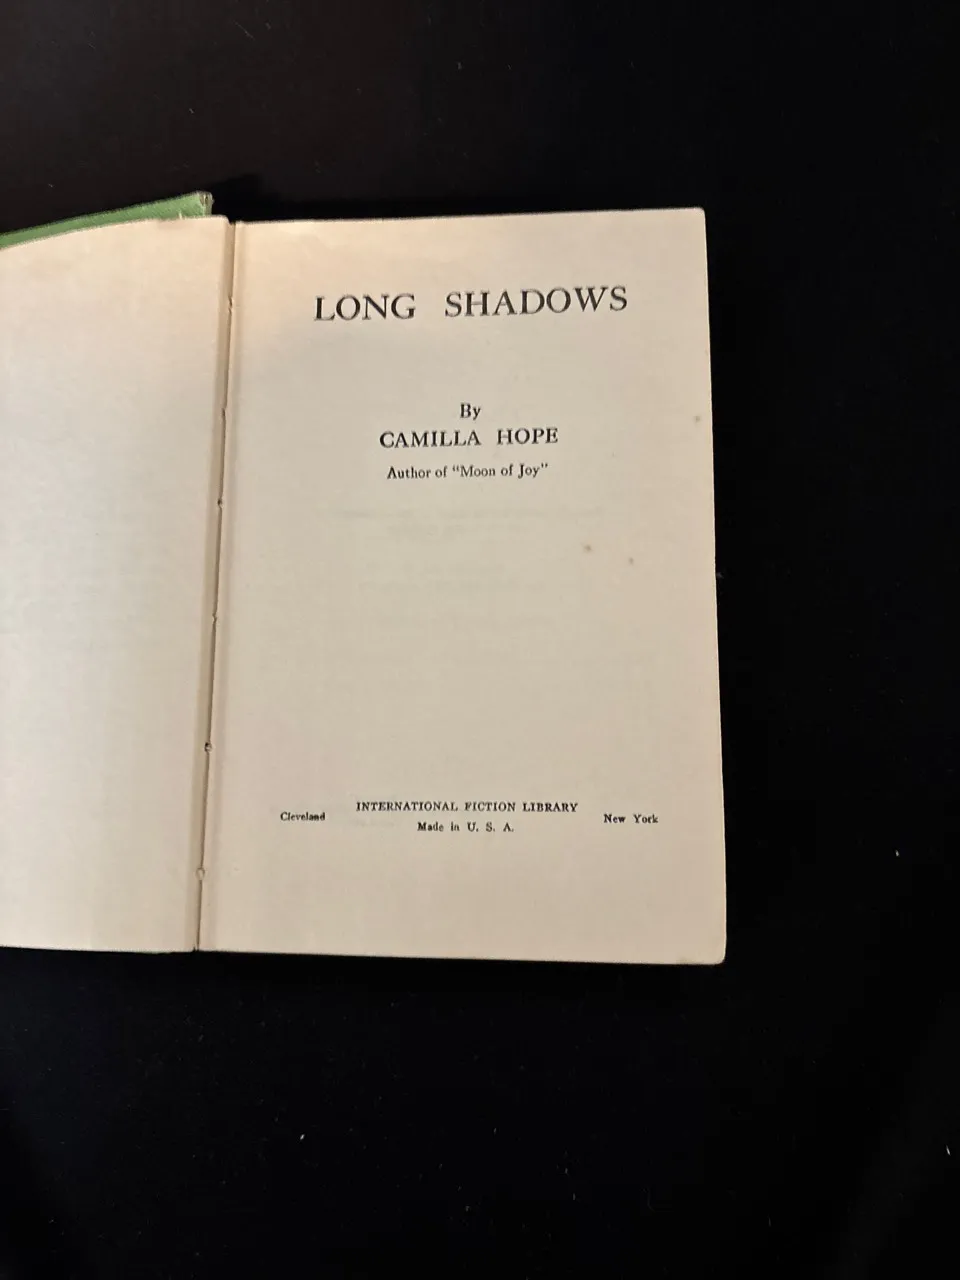 LONG SHADOWS
By
CAMILLA HOPE
Author of "Moon of Joy"
INTERNATIONAL FICTION LIBRARY
Cleveland
Made in U. S. A.
New York